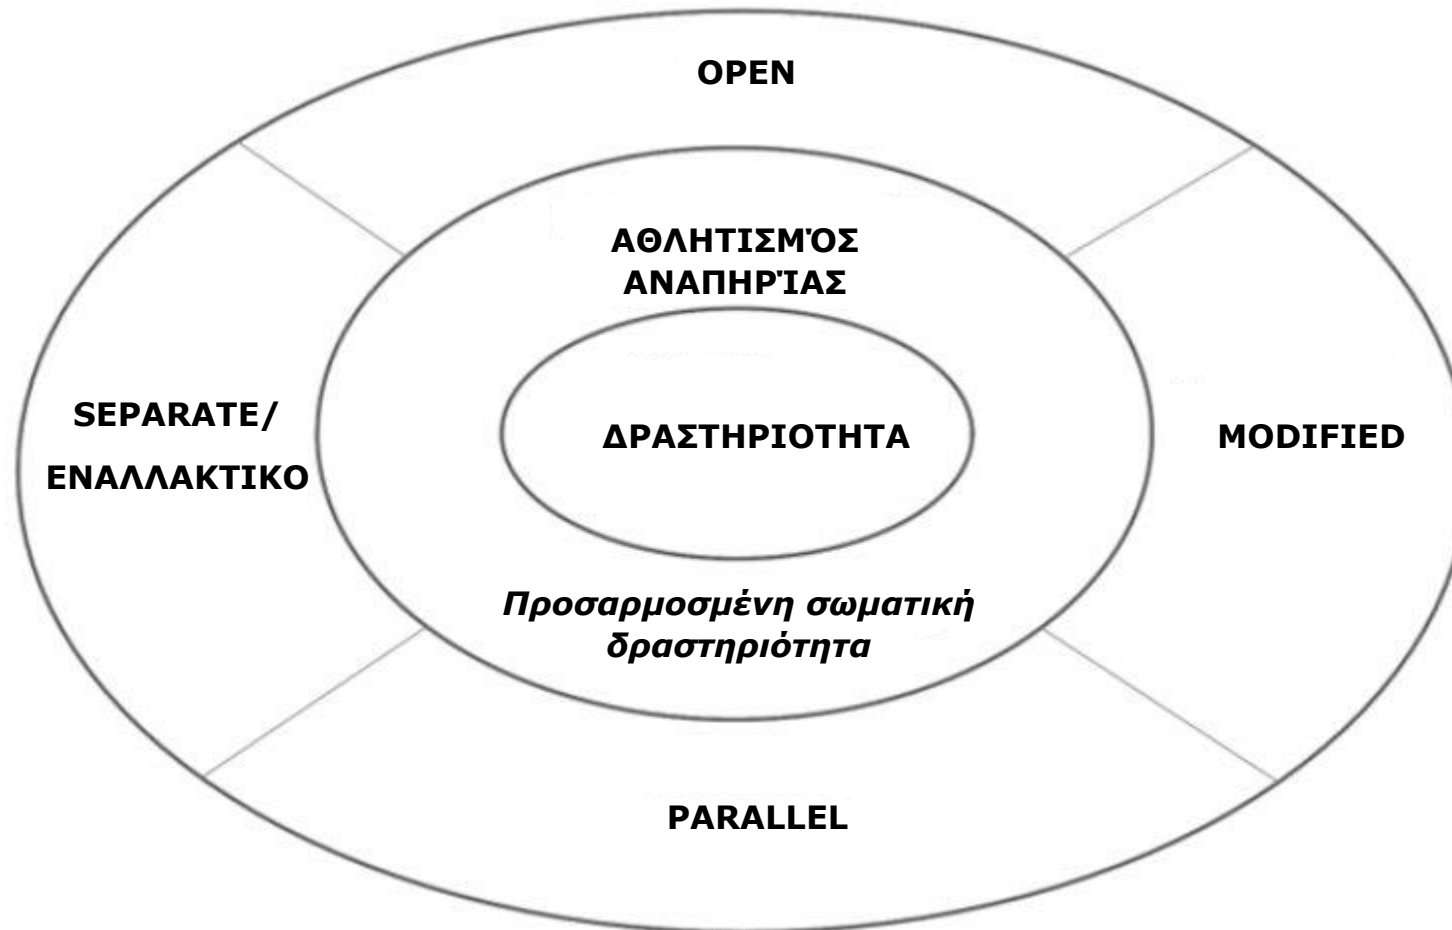 OPEN
ΑΘΛΗΤΙΣΜΌΣ
ΑΝΑΠΗΡΊΑΣ
SEPARATE/
ΕΝΑΛΛΑΚΤΙΚΟ
ΔΡΑΣΤΗΡΙΟΤΗΤΑ
MODIFIED
Προσαρμοσμένη σωματική
δραστηριότητα
PARALLEL